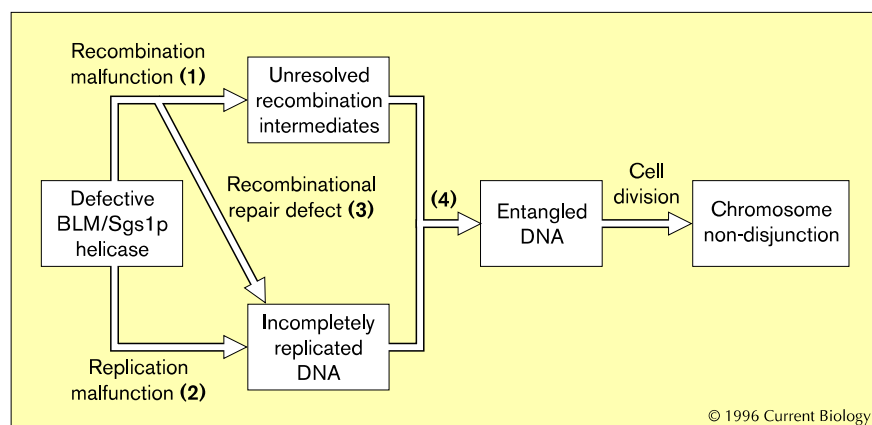 Recombination
malfunction (1)
Unresolved
recombination
intermediates
Defective
BLM/Sgs1p
helicase
Recombinational
repair defect (3)
(4)
Entangled
DNA
Cell
division
Chromosome
non-disjunction
Replication
malfunction (2)
Incompletely
replicated
DNA
© 1996 Current Biology